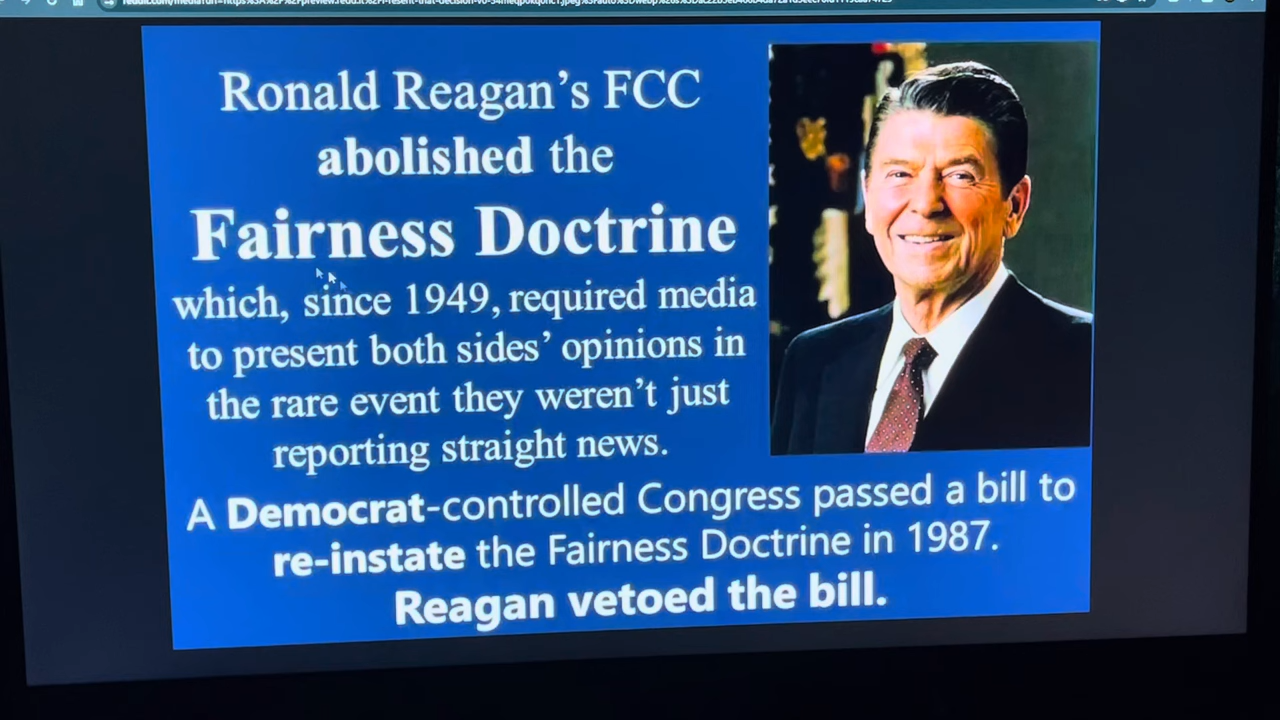 Ronald Reagan's FCC
abolished the
Fairness Doctrine
which, since 1949, required media
to present both sides' opinions in
the rare event they weren't just
reporting straight news.
A Democrat-controlled Congress passed a bill to
re-instate the Fairness Doctrine in 1987.
Reagan vetoed the bill.